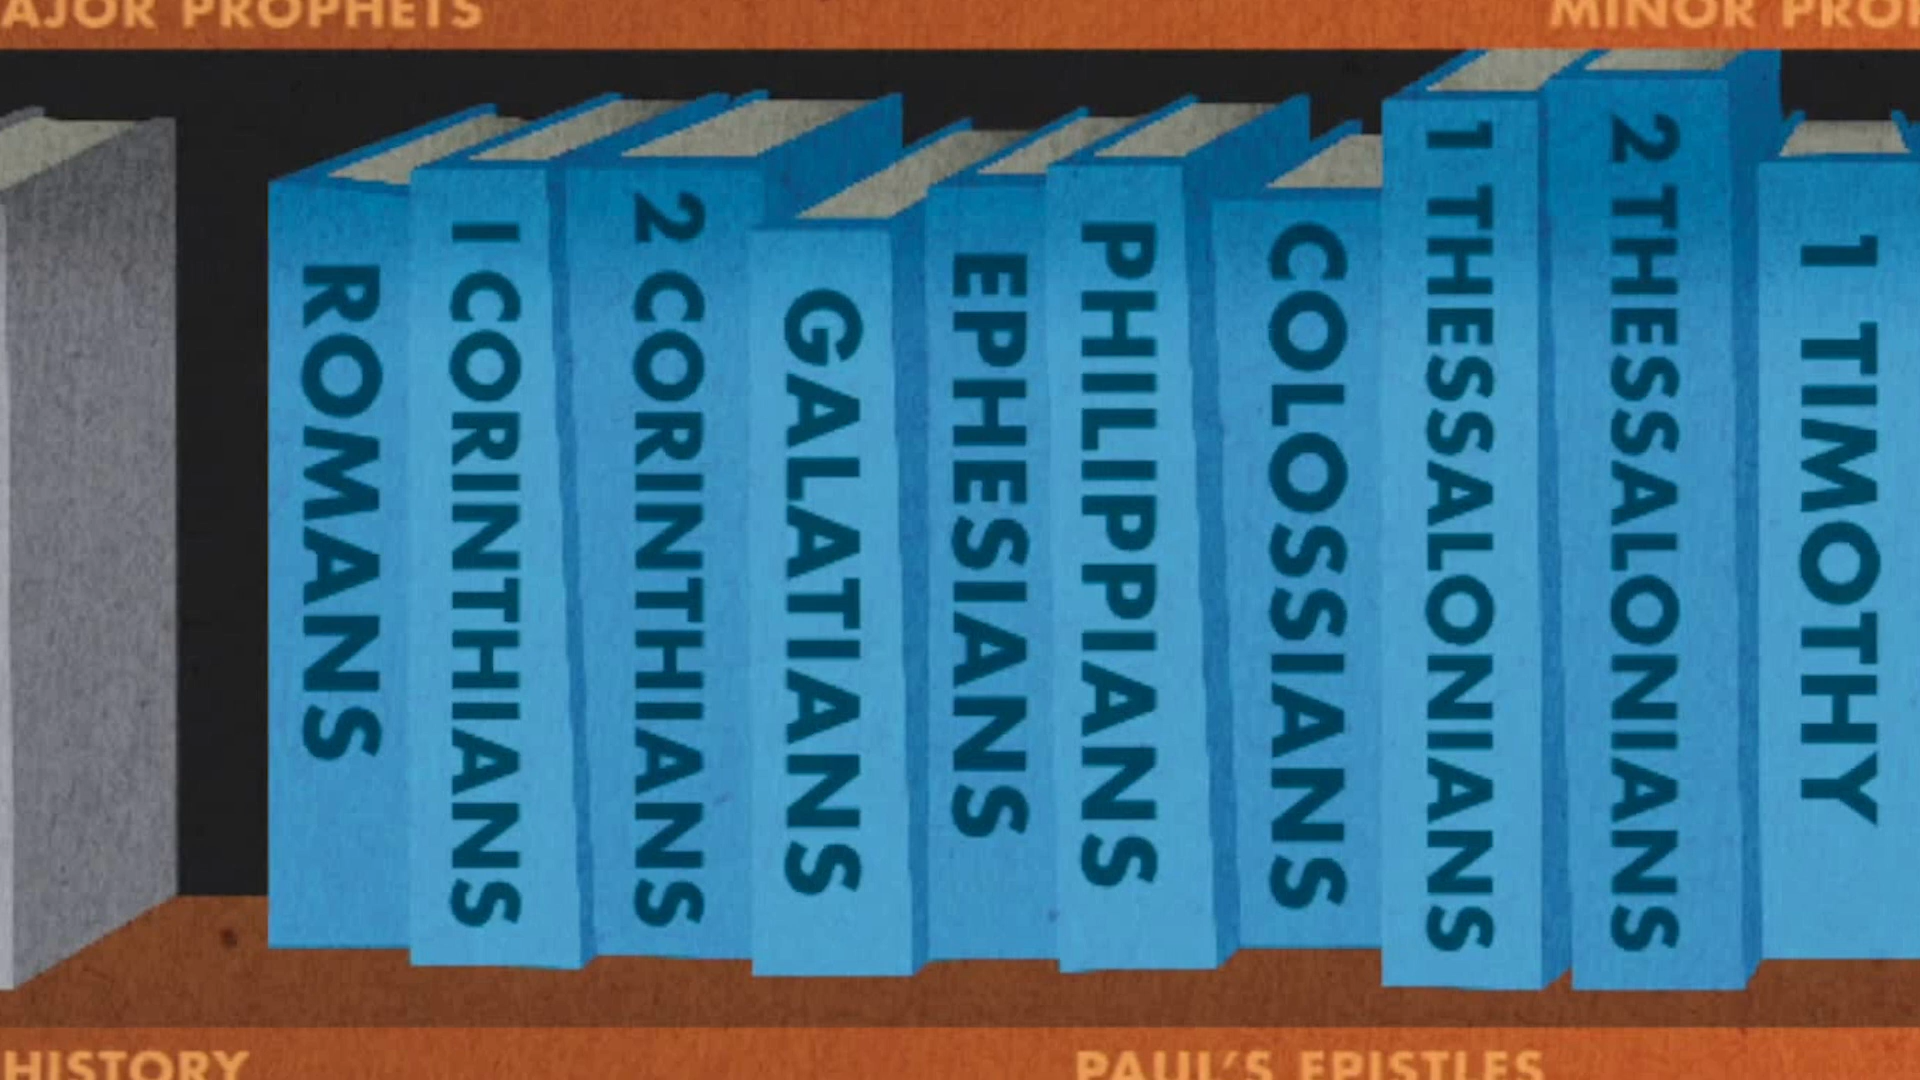 AJOR PROPHETS
MINOR PRO
ROMANS
1 CORINTHIANS
2 CORINTHIANS
GALATIANS
EPHESIANS
PHILIPPIANS
COLOSSIANS
1 THESSALONIANS
2 THESSALONIANS
1 TIMOTHY
HISTORY
PAUL'S EPISTLES